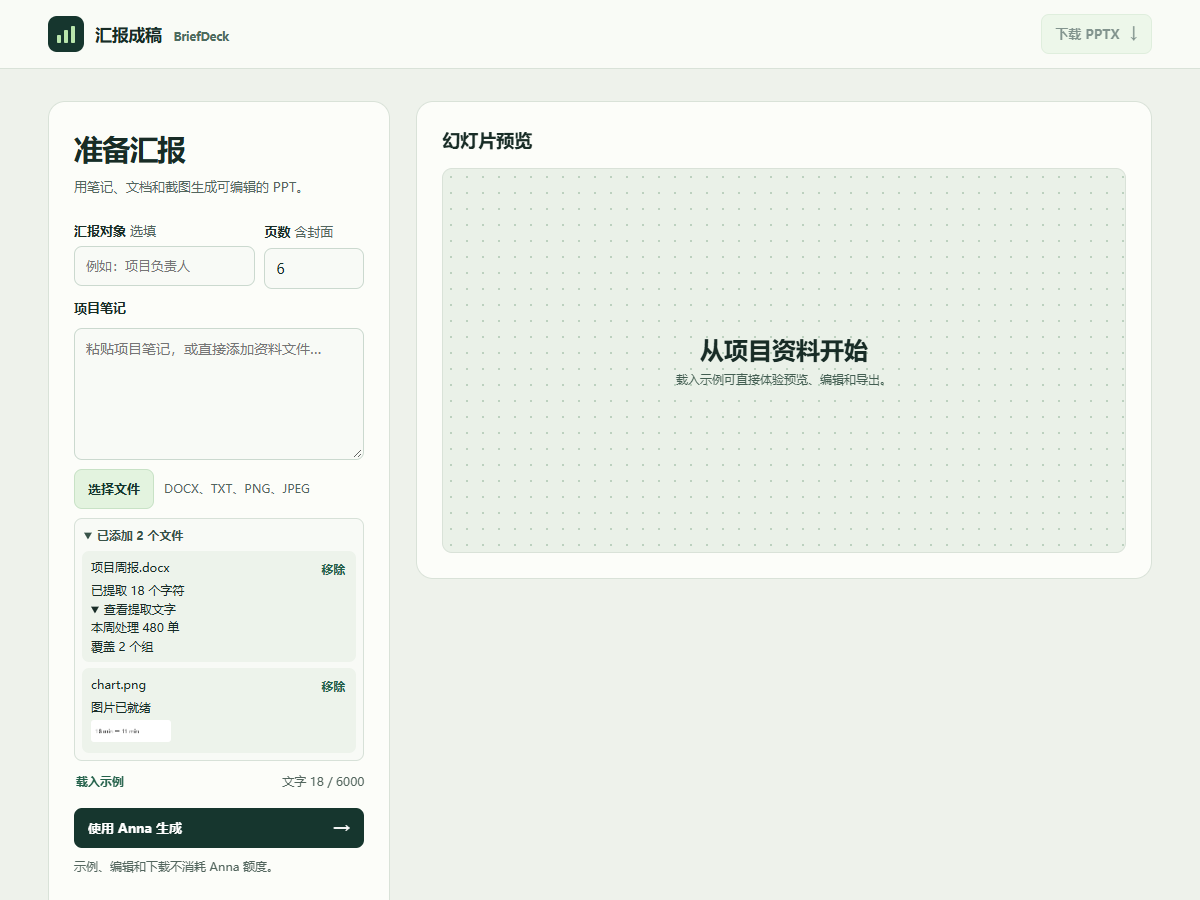 汇报成稿 BriefDeck
下载 PPTX ↓
准备汇报
用笔记、文档和截图生成可编辑的 PPT。
汇报对象 选填
页数 含封面
例如：项目负责人
6
项目笔记
粘贴项目笔记，或直接添加资料文件...
选择文件
DOCX、TXT、PNG、JPEG
▼ 已添加 2 个文件
项目周报.docx
移除
已提取 18 个字符
▼ 查看提取文字
本周处理 480 单
覆盖 2 个组
chart.png
移除
图片已就绪
载入示例
文字 18 / 6000
使用 Anna 生成 →
示例、编辑和下载不消耗 Anna 额度。
幻灯片预览
从项目资料开始
载入示例可直接体验预览、编辑和导出。